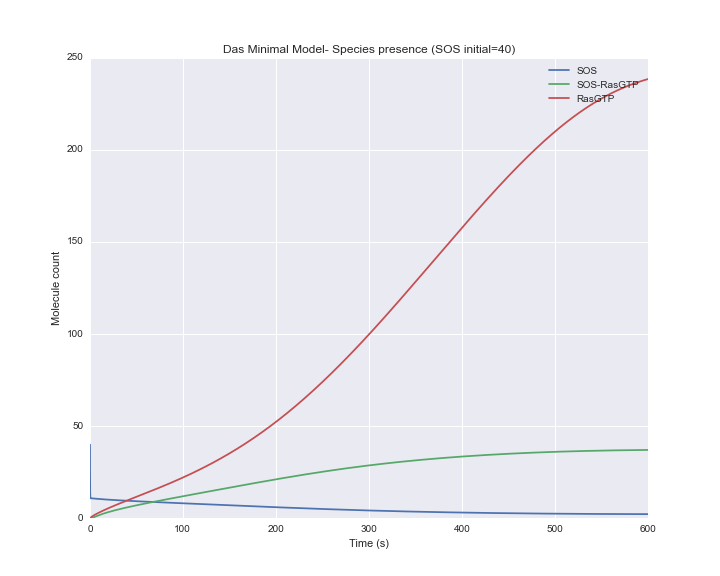 Das Minimal Model- Species presence (SOS initial=40)
250
200
150
100
50
0
Molecule count
SOS
SOS-RasGTP
RasGTP
0 100 200 300 400 500 600
Time (s)